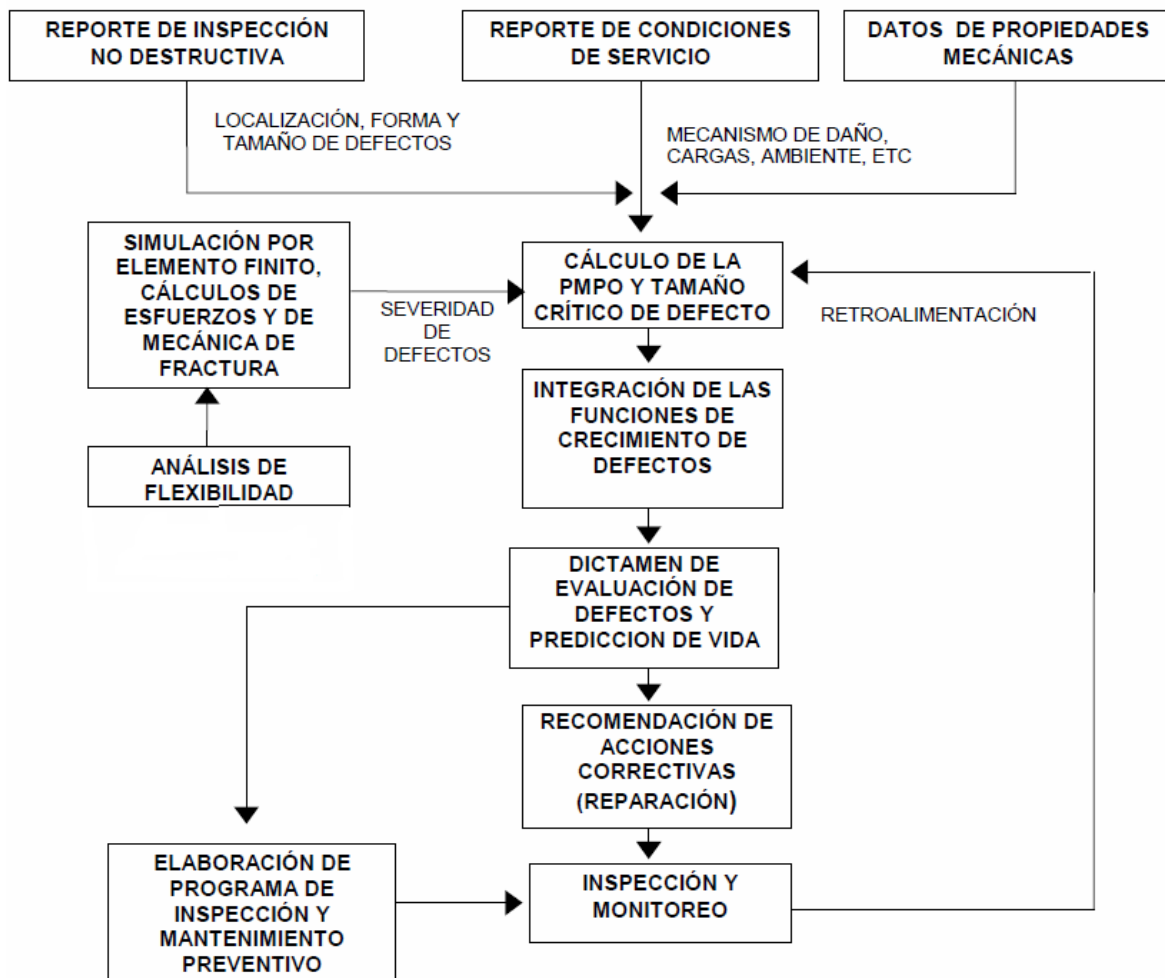 REPORTE DE INSPECCIÓN
NO DESTRUCTIVA
REPORTE DE CONDICIONES
DE SERVICIO
DATOS DE PROPIEDADES
MECÁNICAS
LOCALIZACIÓN, FORMA Y
TAMAÑO DE DEFECTOS
MECANISMO DE DAÑO,
CARGAS, AMBIENTE, ETC
SIMULACIÓN POR
ELEMENTO FINITO,
CÁLCULOS DE
ESFUERZOS Y DE
MECÁNICA DE
FRACTURA
SEVERIDAD
DE
DEFECTOS
CÁLCULO DE LA
PMPO Y TAMAÑO
CRÍTICO DE DEFECTO
RETROALIMENTACIÓN
ANÁLISIS DE
FLEXIBILIDAD
INTEGRACIÓN DE LAS
FUNCIONES DE
CRECIMIENTO DE
DEFECTOS
DICTAMEN DE
EVALUACIÓN DE
DEFECTOS Y
PREDICCION DE VIDA
RECOMENDACIÓN DE
ACCIONES
CORRECTIVAS
(REPARACIÓN)
ELABORACIÓN DE
PROGRAMA DE
INSPECCIÓN Y
MANTENIMIENTO
PREVENTIVO
INSPECCIÓN Y
MONITOREO